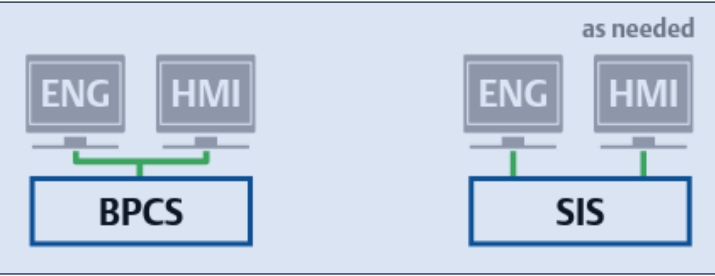 as needed
ENG HMI ENG HMI
BPCS SIS